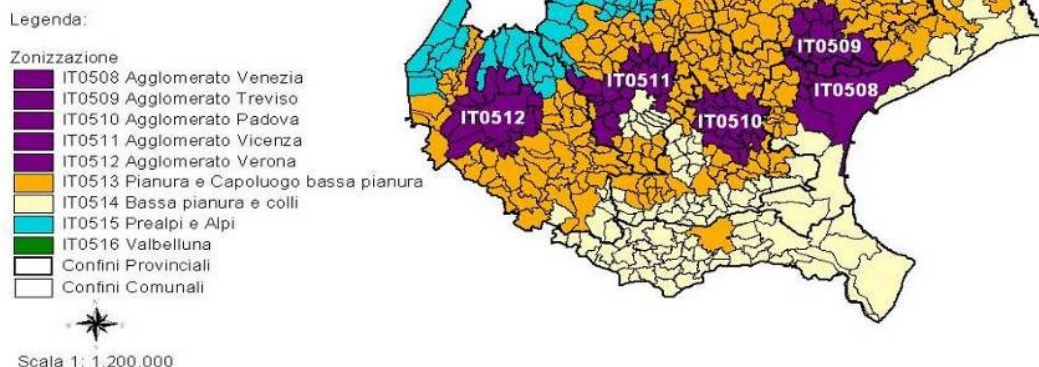 Legenda:
Zonizzazione
IT0508 Agglomerato Venezia
IT0509 Agglomerato Treviso
IT0510 Agglomerato Padova
IT0511 Agglomerato Vicenza
IT0512 Agglomerato Verona
IT0513 Pianura e Capoluogo bassa pianura
IT0514 Bassa pianura e colli
IT0515 Prealpi e Alpi
IT0516 Valbelluna
Confini Provinciali
Confini Comunali
Scala 1: 1.200.000
IT0509
IT0511
IT0508
IT0512
IT0510